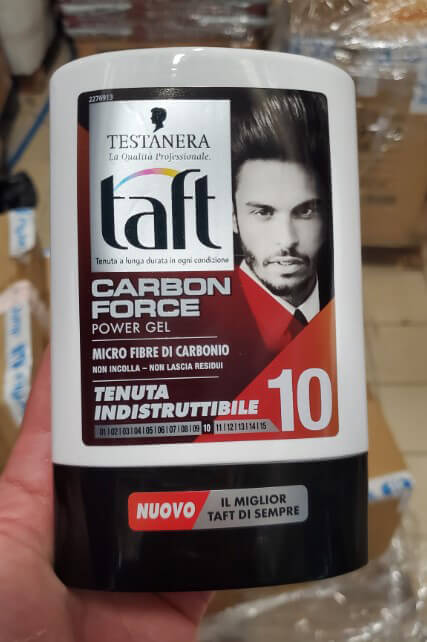 2276913
TESTANERA
La Qualità Professionale.
taft
Tenuta a lunga durata in ogni condizione
CARBON
FORCE
POWER GEL
MICRO FIBRE DI CARBONIO
NON INCOLLA – NON LASCIA RESIDUI
TENUTA
INDISTRUTTIBILE
10
01|02|03|04|05|06|07|08|09|10|11|12|13|14|15
NUOVO
IL MIGLIOR
TAFT DI SEMPRE